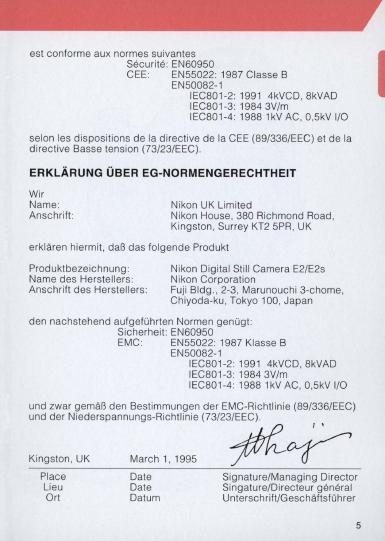 est conforme aux normes suivantes
Sécurité: EN60950
CEE: EN55022: 1987 Classe B
EN50082-1
IEC801-2: 1991 4kVCD, 8kVAD
IEC801-3: 1984 3V/m
IEC801-4: 1988 1kV AC, 0,5kV I/O
selon les dispositions de la directive de la CEE (89/336/EEC) et de la
directive Basse tension (73/23/EEC).
ERKLÄRUNG ÜBER EG-NORMENGERECHTHEIT
Wir
Name: Nikon UK Limited
Anschrift: Nikon House, 380 Richmond Road,
Kingston, Surrey KT2 5PR, UK
erklären hiermit, daß das folgende Produkt
Produktbezeichnung: Nikon Digital Still Camera E2/E2s
Name des Herstellers: Nikon Corporation
Anschrift des Herstellers: Fuji Bldg., 2-3, Marunouchi 3-chome,
Chiyoda-ku, Tokyo 100, Japan
den nachstehend aufgeführten Normen genügt:
Sicherheit: EN60950
EMC: EN55022: 1987 Klasse B
EN50082-1
IEC801-2: 1991 4kVCD, 8kVAD
IEC801-3: 1984 3V/m
IEC801-4: 1988 1kV AC, 0,5kV I/O
und zwar gemäß den Bestimmungen der EMC-Richtlinie (89/336/EEC)
und der Niederspannungs-Richtlinie (73/23/EEC).
Kingston, UK March 1, 1995
Place Date Signature/Managing Director
Lieu Date Singature/Directeur général
Ort Datum Unterschrift/Geschäftsführer
5